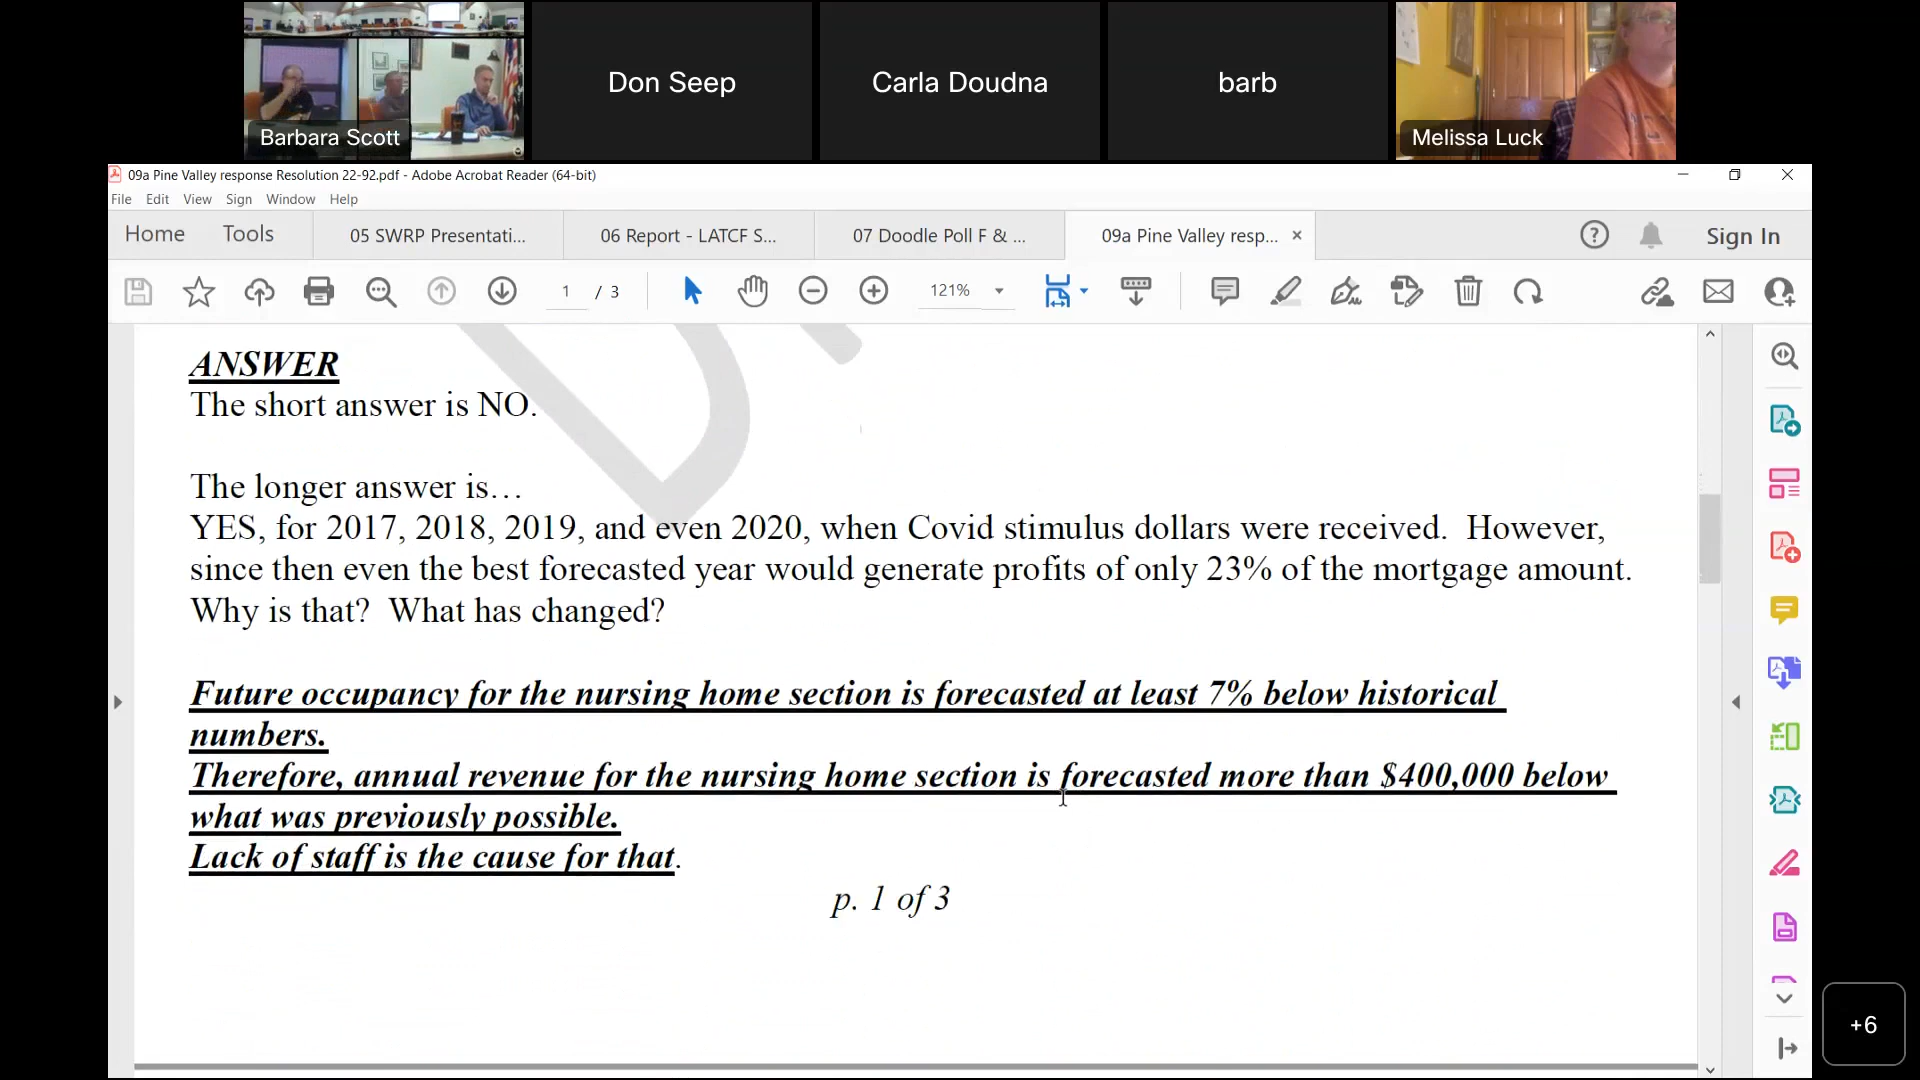 Barbara Scott
Don Seep
Carla Doudna
barb
Melissa Luck
09a Pine Valley response Resolution 22-92.pdf - Adobe Acrobat Reader (64-bit)
File Edit View Sign Window Help
Home Tools 05 SWRP Presentati... 06 Report - LATCF S... 07 Doodle Poll F & ... 09a Pine Valley resp... Sign In
1 / 3 121%
ANSWER
The short answer is NO.
The longer answer is…
YES, for 2017, 2018, 2019, and even 2020, when Covid stimulus dollars were received. However,
since then even the best forecasted year would generate profits of only 23% of the mortgage amount.
Why is that? What has changed?
Future occupancy for the nursing home section is forecasted at least 7% below historical
numbers.
Therefore, annual revenue for the nursing home section is forecasted more than $400,000 below
what was previously possible.
Lack of staff is the cause for that.
p. 1 of 3
+6